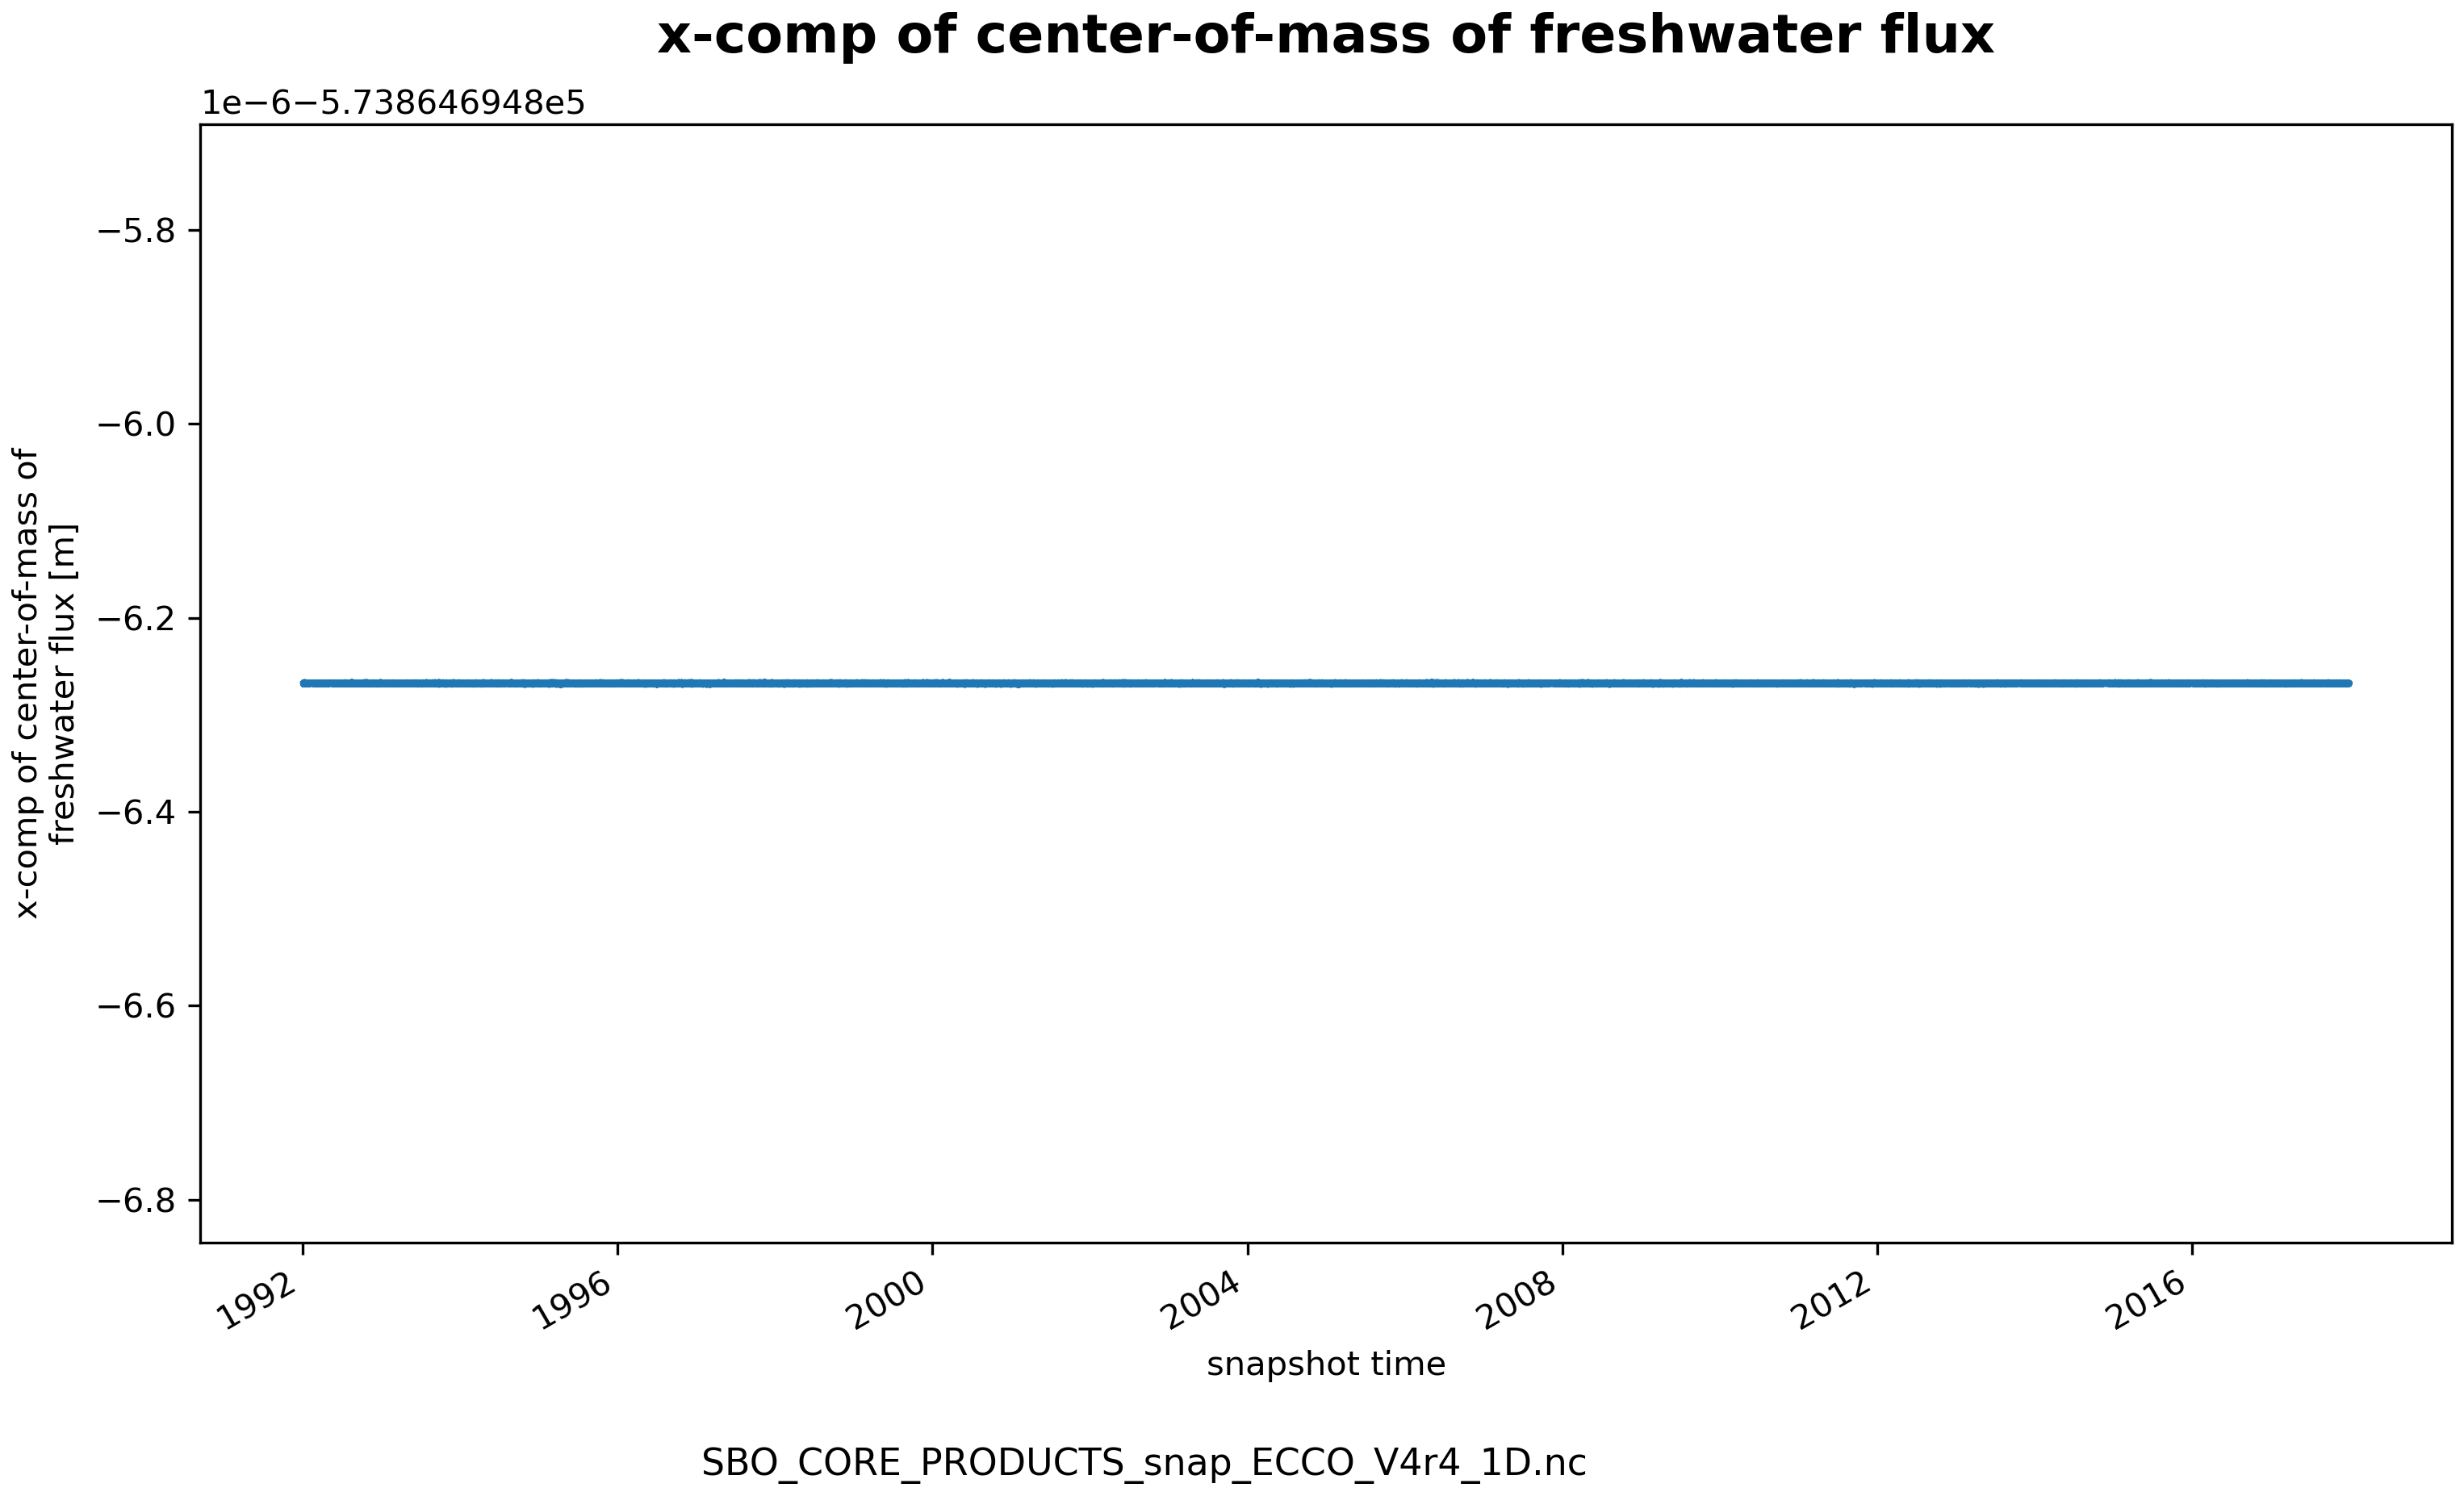 x-comp of center-of-mass of freshwater flux
1e−6−5.738646948e5
−5.8
−6.0
−6.2
−6.4
−6.6
−6.8
x-comp of center-of-mass of
freshwater flux [m]
1992
1996
2000
2004
2008
2012
2016
snapshot time
SBO_CORE_PRODUCTS_snap_ECCO_V4r4_1D.nc